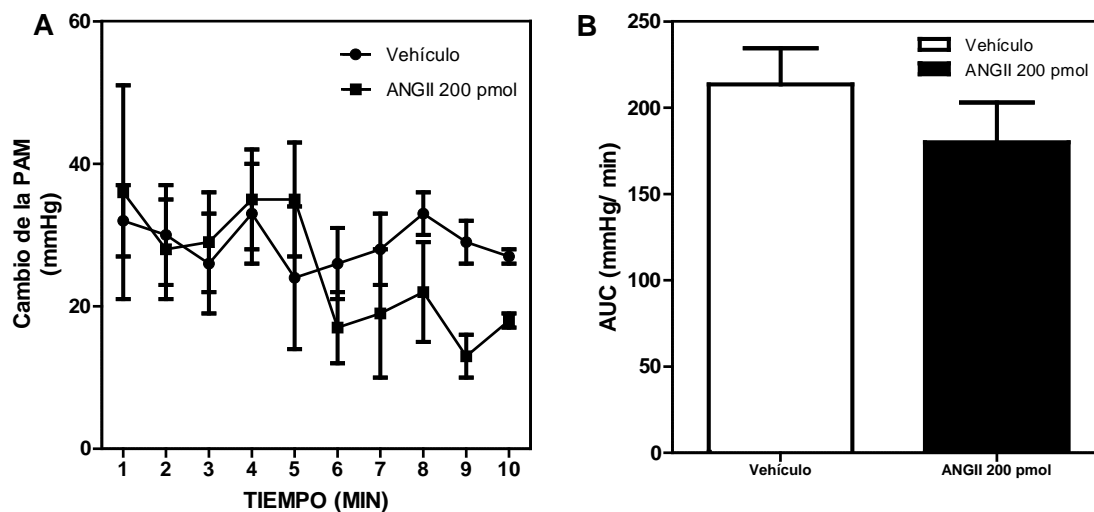 A
60
40
20
0
Cambio de la PAM
(mmHg)
Vehículo
ANGII 200 pmol
1 2 3 4 5 6 7 8 9 10
TIEMPO (MIN)
B
250
200
150
100
50
0
AUC (mmHg/ min)
Vehículo
ANGII 200 pmol
Vehículo ANGII 200 pmol